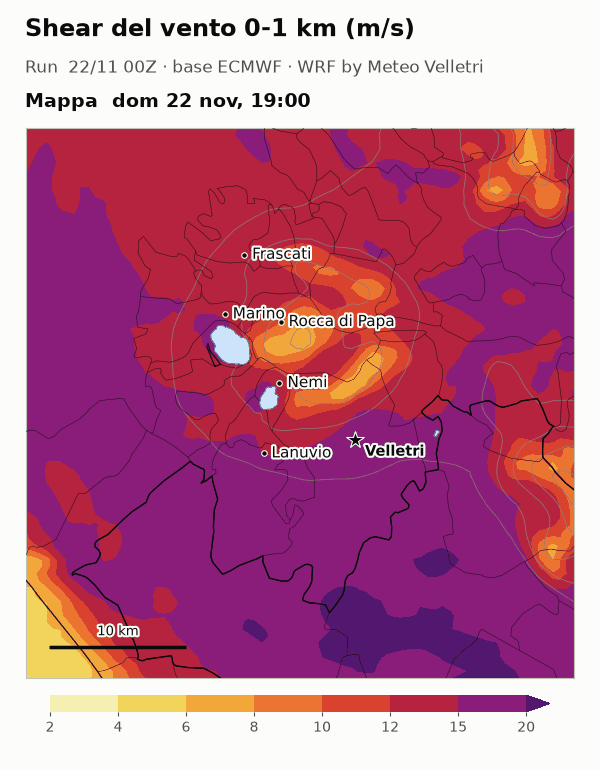 Shear del vento 0-1 km (m/s)
Run  22/11 00Z · base ECMWF · WRF by Meteo Velletri
Mappa  dom 22 nov, 19:00
Frascati
Marino
Rocca di Papa
Nemi
Velletri
Lanuvio
10 km
2 4 6 8 10 12 15 20